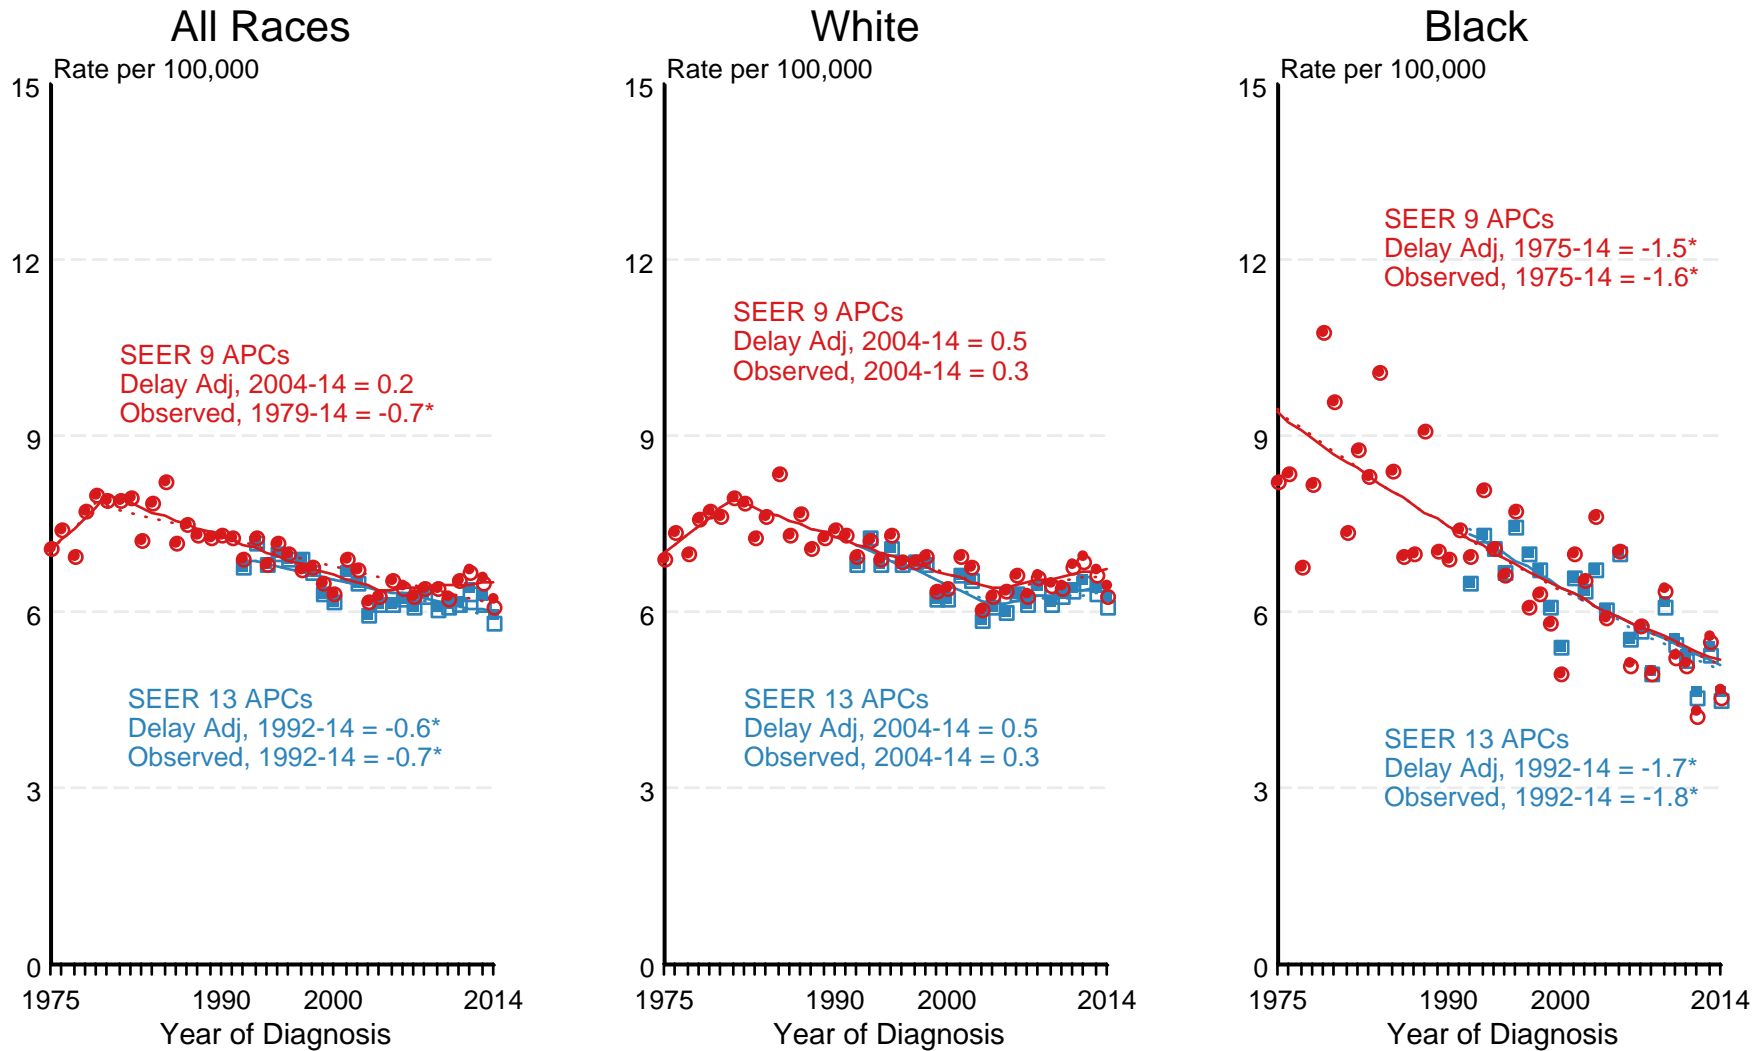 All Races
Rate per 100,000
15
12
9
6
3
0
SEER 9 APCs
Delay Adj, 2004-14 = 0.2
Observed, 1979-14 = -0.7*
SEER 13 APCs
Delay Adj, 1992-14 = -0.6*
Observed, 1992-14 = -0.7*
1975 1990 2000 2014
Year of Diagnosis
White
Rate per 100,000
15
12
9
6
3
0
SEER 9 APCs
Delay Adj, 2004-14 = 0.5
Observed, 2004-14 = 0.3
SEER 13 APCs
Delay Adj, 2004-14 = 0.5
Observed, 2004-14 = 0.3
1975 1990 2000 2014
Year of Diagnosis
Black
Rate per 100,000
15
12
9
6
3
0
SEER 9 APCs
Delay Adj, 1975-14 = -1.5*
Observed, 1975-14 = -1.6*
SEER 13 APCs
Delay Adj, 1992-14 = -1.7*
Observed, 1992-14 = -1.8*
1975 1990 2000 2014
Year of Diagnosis